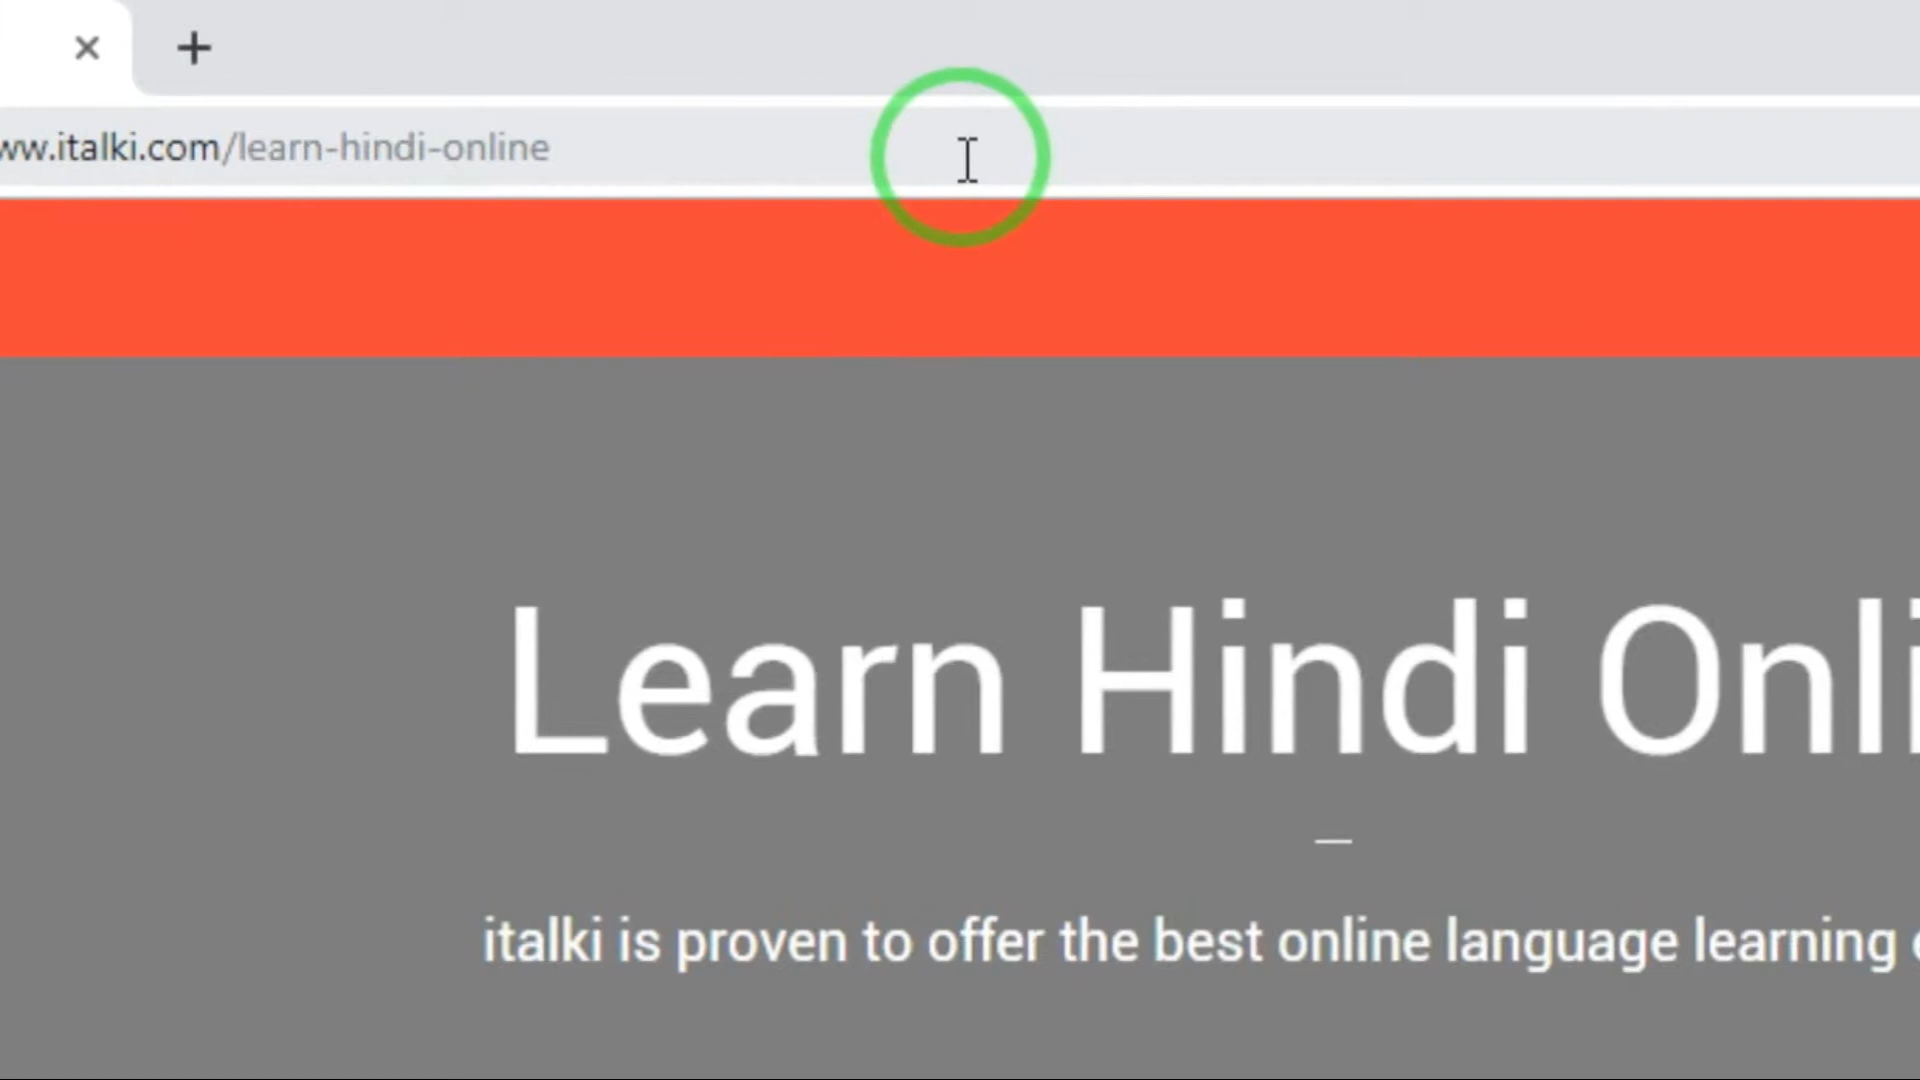 ww.italki.com/learn-hindi-online
Learn Hindi Onli
italki is proven to offer the best online language learning